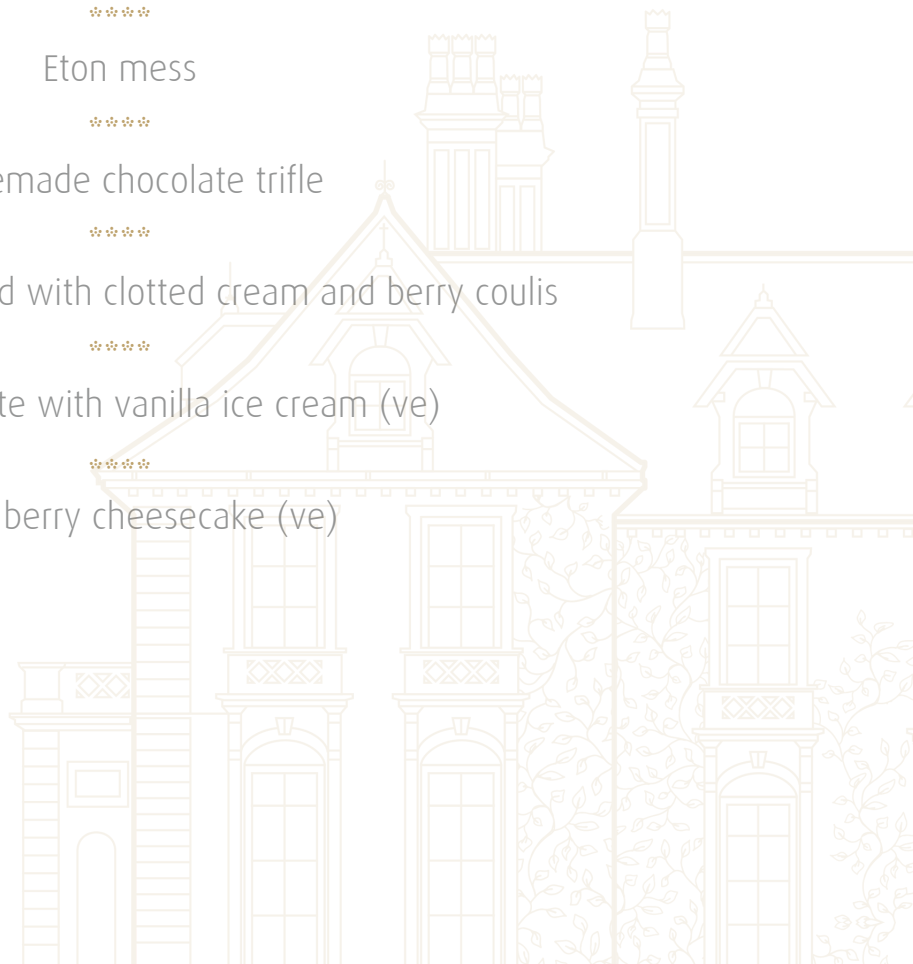 Eton mess
emade chocolate trifle
d with clotted cream and berry coulis
te with vanilla ice cream (ve)
berry cheesecake (ve)